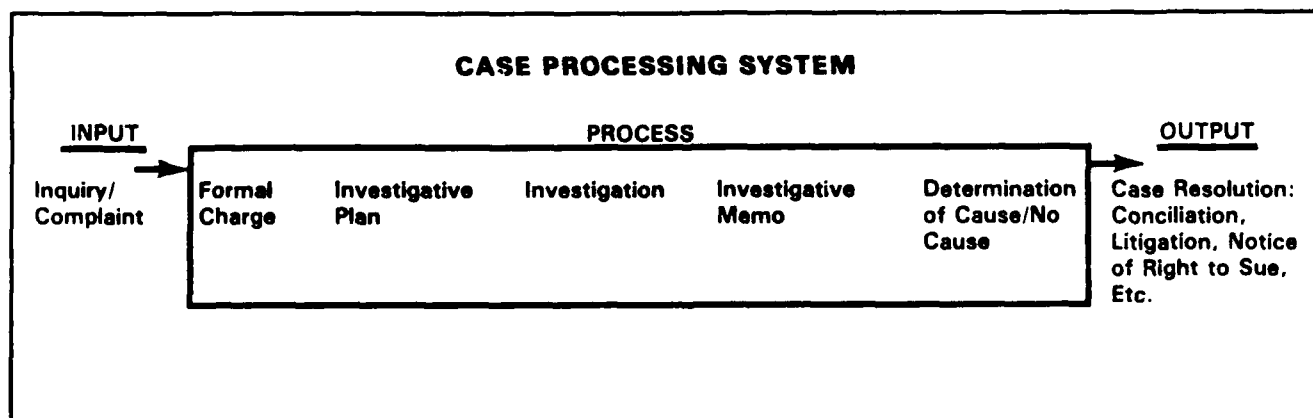 CASE PROCESSING SYSTEM
INPUT
PROCESS
OUTPUT
Inquiry/
Complaint
Formal
Charge
Investigative
Plan
Investigation
Investigative
Memo
Determination
of Cause/No
Cause
Case Resolution:
Conciliation,
Litigation, Notice
of Right to Sue,
Etc.